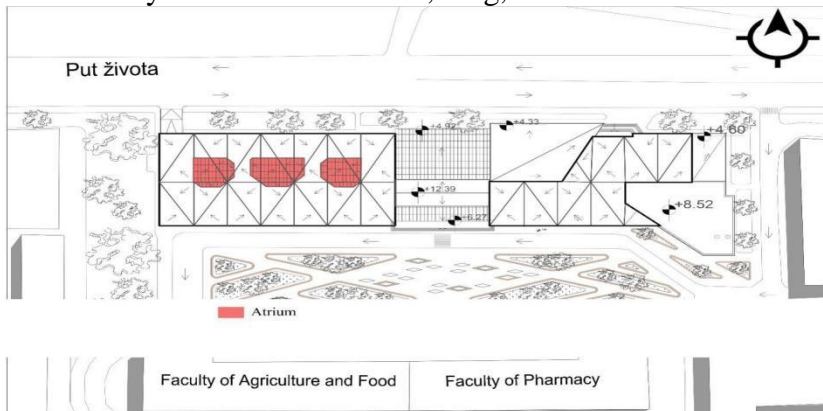 Put života
+4.92
+4.33
+4.60
+12.39
+8.52
+6.27
Atrium
Faculty of Agriculture and Food
Faculty of Pharmacy